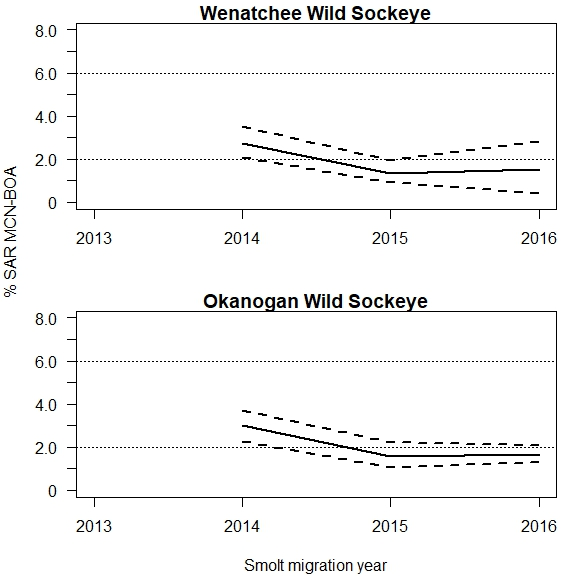 Wenatchee Wild Sockeye
8.0
6.0
4.0
2.0
0
2013 2014 2015 2016
% SAR MCN-BOA
Okanogan Wild Sockeye
8.0
6.0
4.0
2.0
0
2013 2014 2015 2016
Smolt migration year